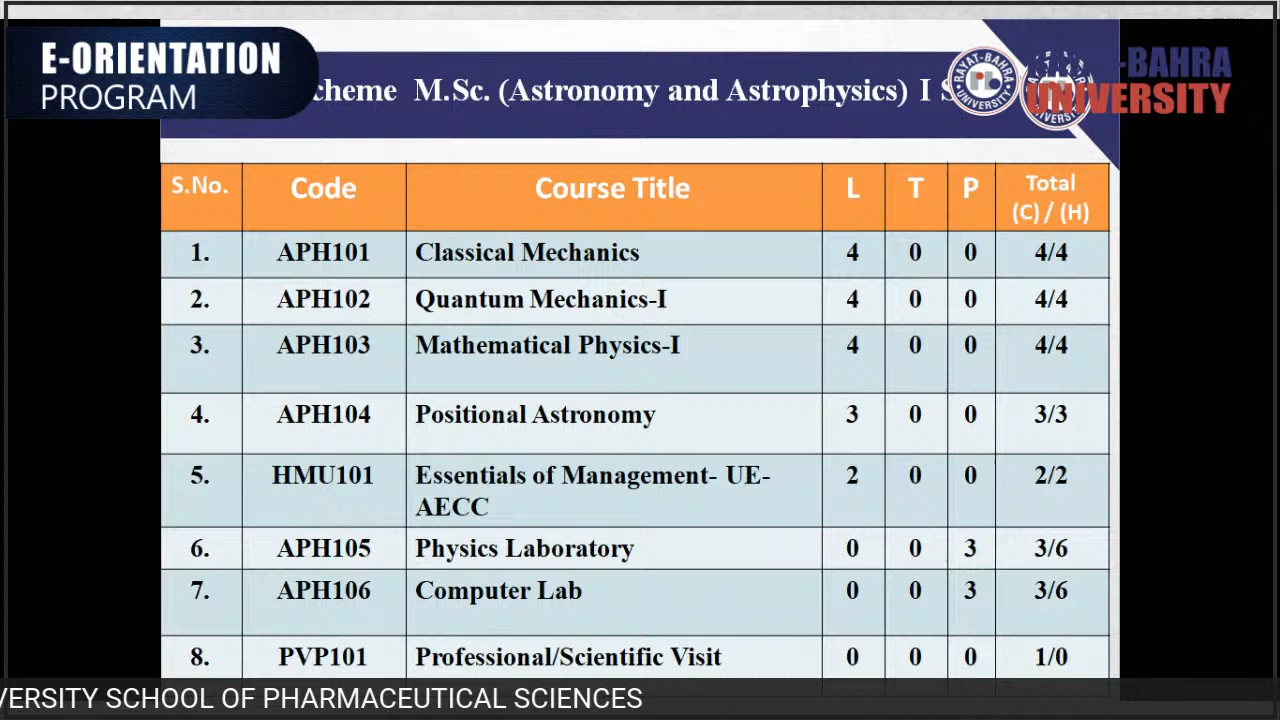 E-ORIENTATION
PROGRAM
cheme M.Sc. (Astronomy and Astrophysics) I S
RAYAT-BAHRA
UNIVERSITY
-BAHRA
UNIVERSITY
S.No. Code Course Title L T P Total
(C) / (H)
1. APH101 Classical Mechanics 4 0 0 4/4
2. APH102 Quantum Mechanics-I 4 0 0 4/4
3. APH103 Mathematical Physics-I 4 0 0 4/4
4. APH104 Positional Astronomy 3 0 0 3/3
5. HMU101 Essentials of Management- UE-
AECC 2 0 0 2/2
6. APH105 Physics Laboratory 0 0 3 3/6
7. APH106 Computer Lab 0 0 3 3/6
8. PVP101 Professional/Scientific Visit 0 0 0 1/0
VERSITY SCHOOL OF PHARMACEUTICAL SCIENCES